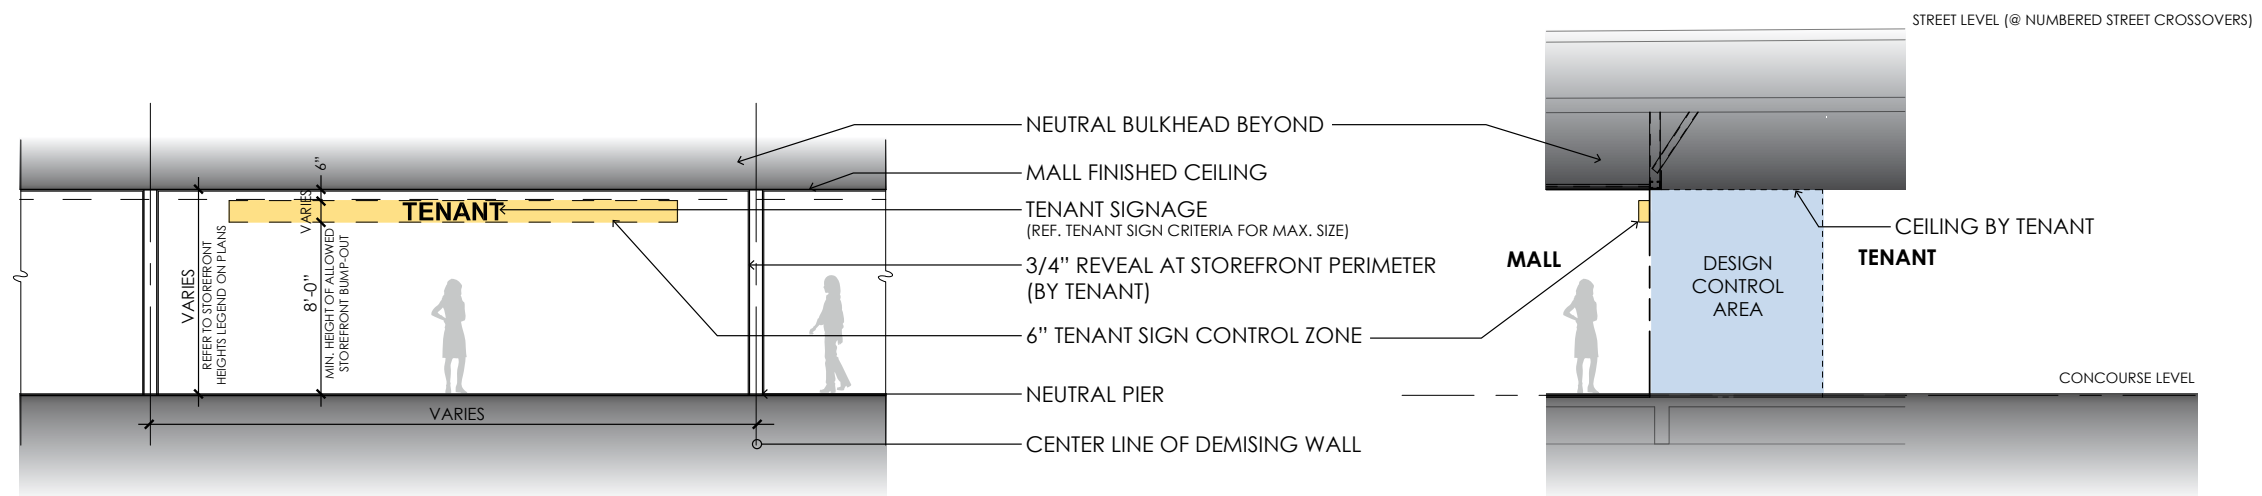 STREET LEVEL (@ NUMBERED STREET CROSSOVERS)
NEUTRAL BULKHEAD BEYOND
MALL FINISHED CEILING
TENANT SIGNAGE
(REF. TENANT SIGN CRITERIA FOR MAX. SIZE)
3/4” REVEAL AT STOREFRONT PERIMETER
(BY TENANT)
6” TENANT SIGN CONTROL ZONE
NEUTRAL PIER
CENTER LINE OF DEMISING WALL
6”
VARIES
TENANT
VARIES
REFER TO STOREFRONT
HEIGHTS LEGEND ON PLANS
8’-0”
MIN. HEIGHT OF ALLOWED
STOREFRONT BUMP-OUT
VARIES
MALL
DESIGN
CONTROL
AREA
CEILING BY TENANT
TENANT
CONCOURSE LEVEL